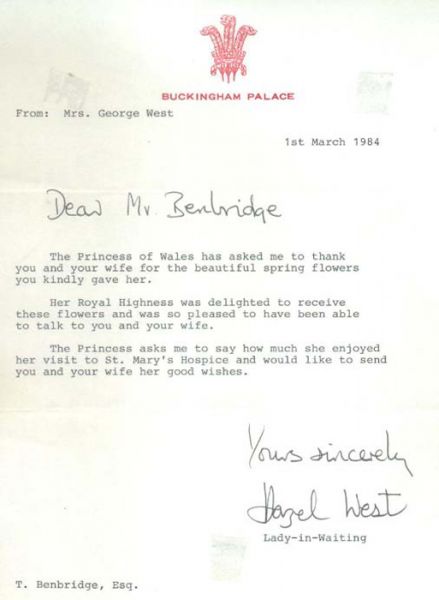 BUCKINGHAM PALACE
From: Mrs. George West
1st March 1984
Dear Mr. Benbridge
The Princess of Wales has asked me to thank
you and your wife for the beautiful spring flowers
you kindly gave her.
Her Royal Highness was delighted to receive
these flowers and was so pleased to have been able
to talk to you and your wife.
The Princess asks me to say how much she enjoyed
her visit to St. Mary's Hospice and would like to send
you and your wife her good wishes.
Yours sincerely
Hazel West
Lady-in-Waiting
T. Benbridge, Esq.